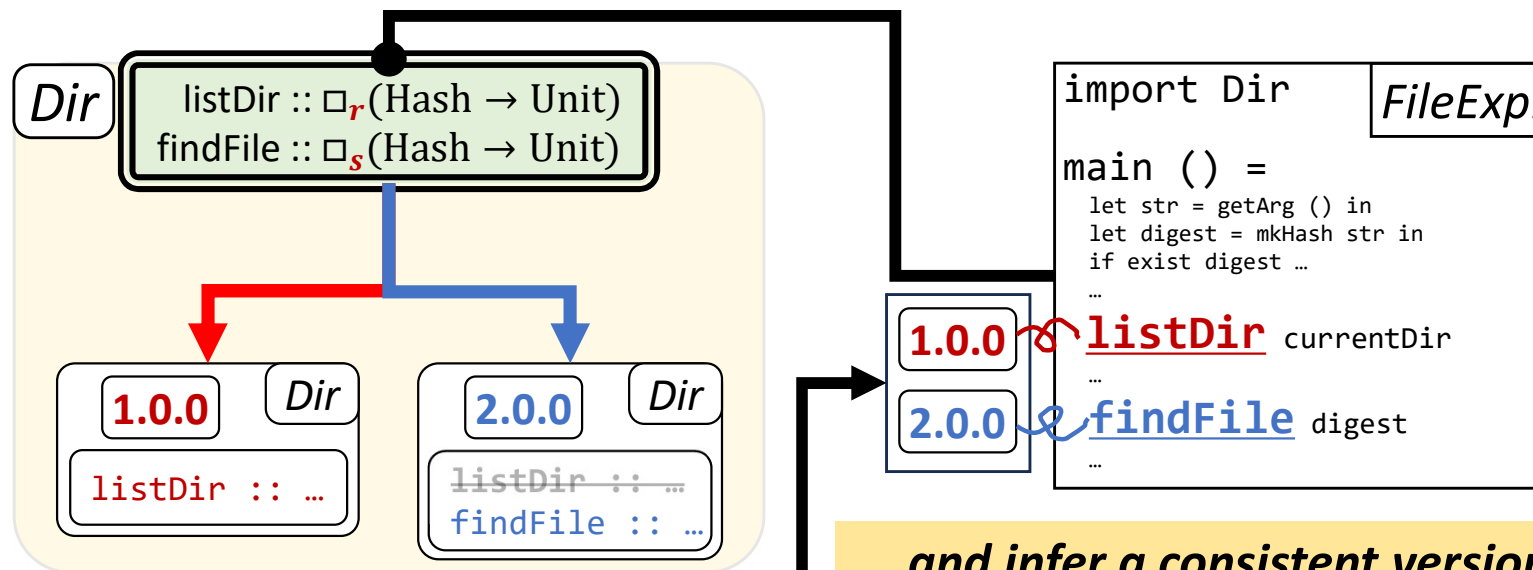 Dir
listDir :: □r(Hash → Unit)
findFile :: □s(Hash → Unit)
1.0.0
Dir
listDir :: …
2.0.0
Dir
listDir :: …
findFile :: …
import Dir
FileExp
main () =
let str = getArg () in
let digest = mkHash str in
if exist digest …
…
1.0.0
listDir currentDir
…
2.0.0
findFile digest
…
and infer a consistent version